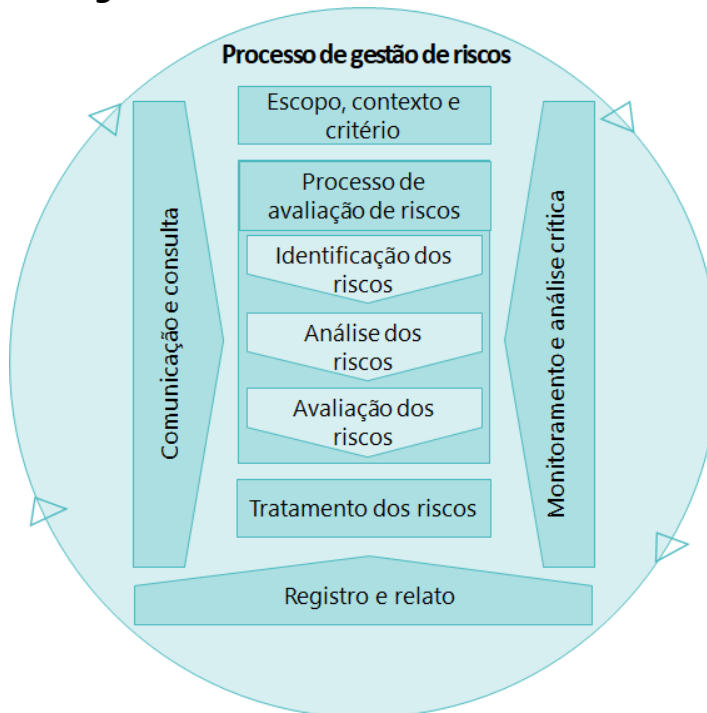 Processo de gestão de riscos
Escopo, contexto e
critério
Processo de
avaliação de riscos
Identificação dos
riscos
Análise dos
riscos
Avaliação dos
riscos
Tratamento dos riscos
Comunicação e consulta
Monitoramento e análise crítica
Registro e relato